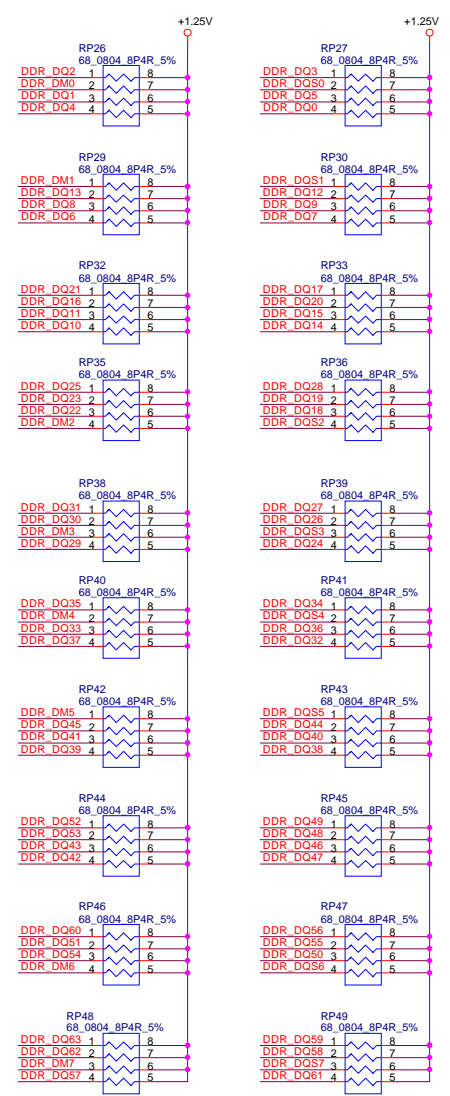 +1.25V
RP26
68_0804_8P4R_5%
DDR_DQ2 1 8
DDR_DM0 2 7
DDR_DQ1 3 6
DDR_DQ4 4 5
RP29
68_0804_8P4R_5%
DDR_DM1 1 8
DDR_DQ13 2 7
DDR_DQ8 3 6
DDR_DQ6 4 5
RP32
68_0804_8P4R_5%
DDR_DQ21 1 8
DDR_DQ16 2 7
DDR_DQ11 3 6
DDR_DQ10 4 5
RP35
68_0804_8P4R_5%
DDR_DQ25 1 8
DDR_DQ23 2 7
DDR_DQ22 3 6
DDR_DM2 4 5
RP38
68_0804_8P4R_5%
DDR_DQ31 1 8
DDR_DQ30 2 7
DDR_DM3 3 6
DDR_DQ29 4 5
RP40
68_0804_8P4R_5%
DDR_DQ35 1 8
DDR_DM4 2 7
DDR_DQ33 3 6
DDR_DQ37 4 5
RP42
68_0804_8P4R_5%
DDR_DM5 1 8
DDR_DQ45 2 7
DDR_DQ41 3 6
DDR_DQ39 4 5
RP44
68_0804_8P4R_5%
DDR_DQ52 1 8
DDR_DQ53 2 7
DDR_DQ43 3 6
DDR_DQ42 4 5
RP46
68_0804_8P4R_5%
DDR_DQ60 1 8
DDR_DQ51 2 7
DDR_DQ54 3 6
DDR_DM6 4 5
RP48
68_0804_8P4R_5%
DDR_DQ63 1 8
DDR_DQ62 2 7
DDR_DM7 3 6
DDR_DQ57 4 5
+1.25V
RP27
68_0804_8P4R_5%
DDR_DQ3 1 8
DDR_DQS0 2 7
DDR_DQ5 3 6
DDR_DQ0 4 5
RP30
68_0804_8P4R_5%
DDR_DQS1 1 8
DDR_DQ12 2 7
DDR_DQ9 3 6
DDR_DQ7 4 5
RP33
68_0804_8P4R_5%
DDR_DQ17 1 8
DDR_DQ20 2 7
DDR_DQ15 3 6
DDR_DQ14 4 5
RP36
68_0804_8P4R_5%
DDR_DQ28 1 8
DDR_DQ19 2 7
DDR_DQ18 3 6
DDR_DQS2 4 5
RP39
68_0804_8P4R_5%
DDR_DQ27 1 8
DDR_DQ26 2 7
DDR_DQS3 3 6
DDR_DQ24 4 5
RP41
68_0804_8P4R_5%
DDR_DQ34 1 8
DDR_DQS4 2 7
DDR_DQ36 3 6
DDR_DQ32 4 5
RP43
68_0804_8P4R_5%
DDR_DQS5 1 8
DDR_DQ44 2 7
DDR_DQ40 3 6
DDR_DQ38 4 5
RP45
68_0804_8P4R_5%
DDR_DQ49 1 8
DDR_DQ48 2 7
DDR_DQ46 3 6
DDR_DQ47 4 5
RP47
68_0804_8P4R_5%
DDR_DQ56 1 8
DDR_DQ55 2 7
DDR_DQ50 3 6
DDR_DQS6 4 5
RP49
68_0804_8P4R_5%
DDR_DQ59 1 8
DDR_DQ58 2 7
DDR_DQS7 3 6
DDR_DQ61 4 5